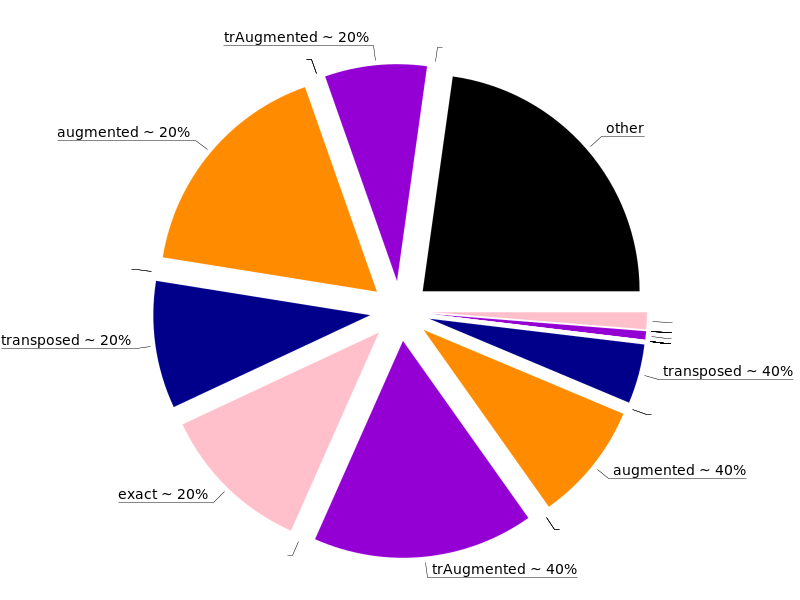 trAugmented ~ 20%
other
augmented ~ 20%
transposed ~ 20%
transposed ~ 40%
exact ~ 20%
augmented ~ 40%
trAugmented ~ 40%